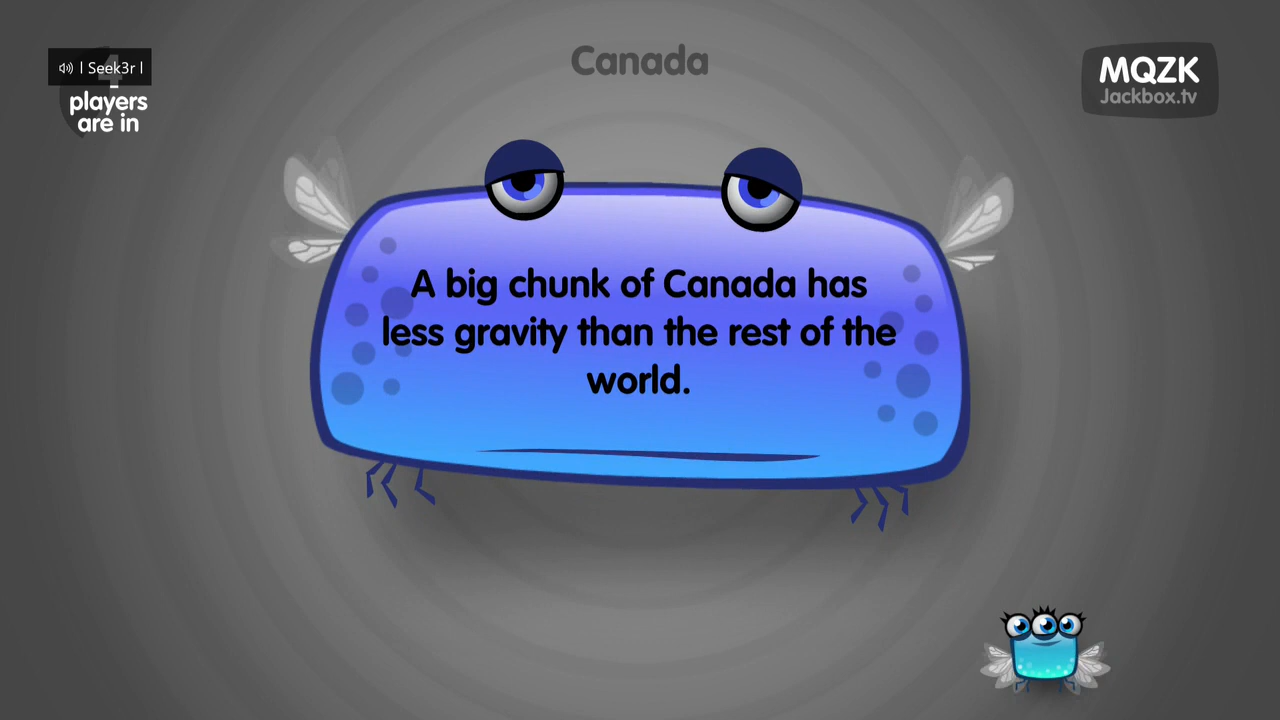 Canada
l Seek3r l
4
players
are in
MQZK
Jackbox.tv
A big chunk of Canada has
less gravity than the rest of the
world.